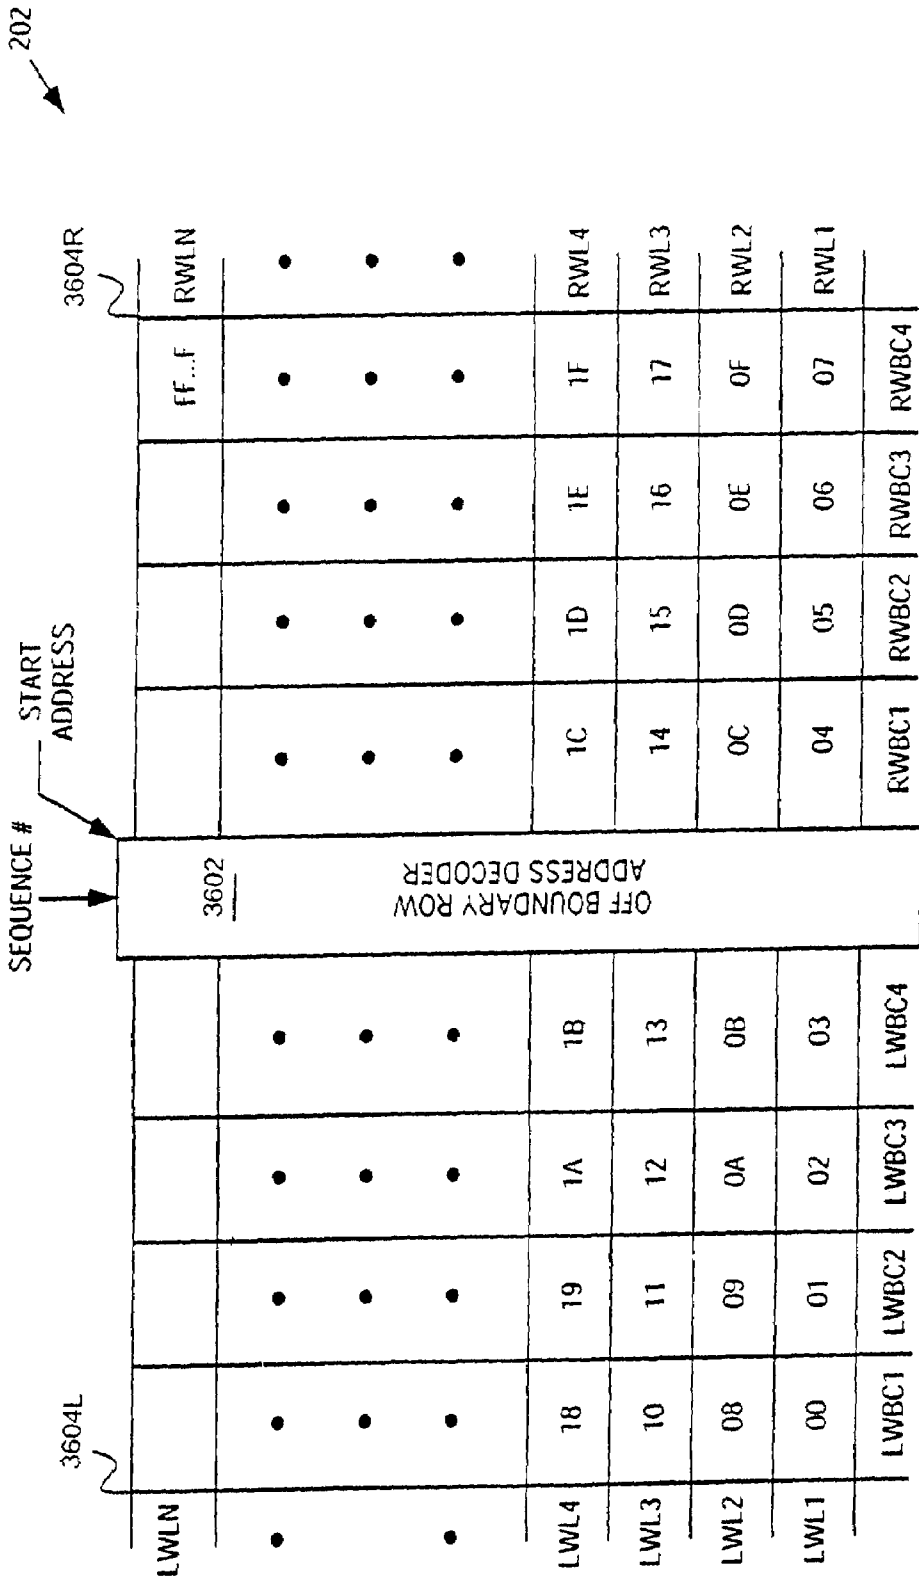 202
SEQUENCE #
START
ADDRESS
3604L
3604R
LWLN
3602
FF...F
RWLN
OFF BOUNDARY ROW
ADDRESS DECODER
LWL4 18 19 1A 1B 1C 1D 1E 1F RWL4
LWL3 10 11 12 13 14 15 16 17 RWL3
LWL2 08 09 0A 0B 0C 0D 0E 0F RWL2
LWL1 00 01 02 03 04 05 06 07 RWL1
LWBC1 LWBC2 LWBC3 LWBC4 RWBC1 RWBC2 RWBC3 RWBC4